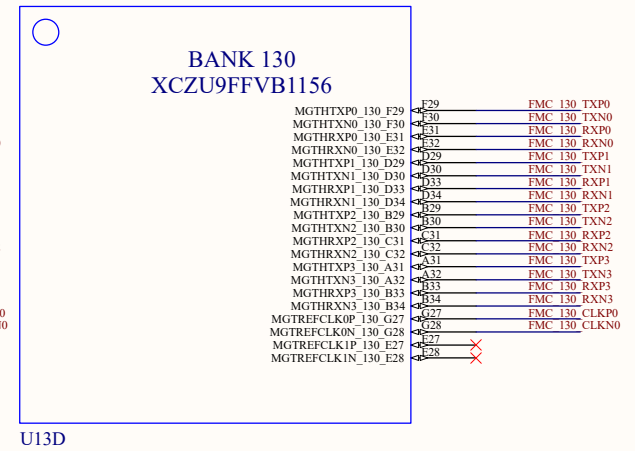 BANK 130
XCZU9FFVB1156
MGTHTXP0_130_F29 F29 FMC_130_TXP0
MGTHTXN0_130_F30 F30 FMC_130_TXN0
MGTHRXP0_130_E31 E31 FMC_130_RXP0
MGTHRXN0_130_E32 E32 FMC_130_RXN0
MGTHTXP1_130_D29 D29 FMC_130_TXP1
MGTHTXN1_130_D30 D30 FMC_130_TXN1
MGTHRXP1_130_D33 D33 FMC_130_RXP1
MGTHRXN1_130_D34 D34 FMC_130_RXN1
MGTHTXP2_130_B29 B29 FMC_130_TXP2
MGTHTXN2_130_B30 B30 FMC_130_TXN2
MGTHRXP2_130_C31 C31 FMC_130_RXP2
MGTHRXN2_130_C32 C32 FMC_130_RXN2
MGTHTXP3_130_A31 A31 FMC_130_TXP3
MGTHTXN3_130_A32 A32 FMC_130_TXN3
MGTHRXP3_130_B33 B33 FMC_130_RXP3
MGTHRXN3_130_B34 B34 FMC_130_RXN3
MGTREFCLK0P_130_G27 G27 FMC_130_CLKP0
MGTREFCLK0N_130_G28 G28 FMC_130_CLKN0
MGTREFCLK1P_130_E27 E27
MGTREFCLK1N_130_E28 E28
U13D